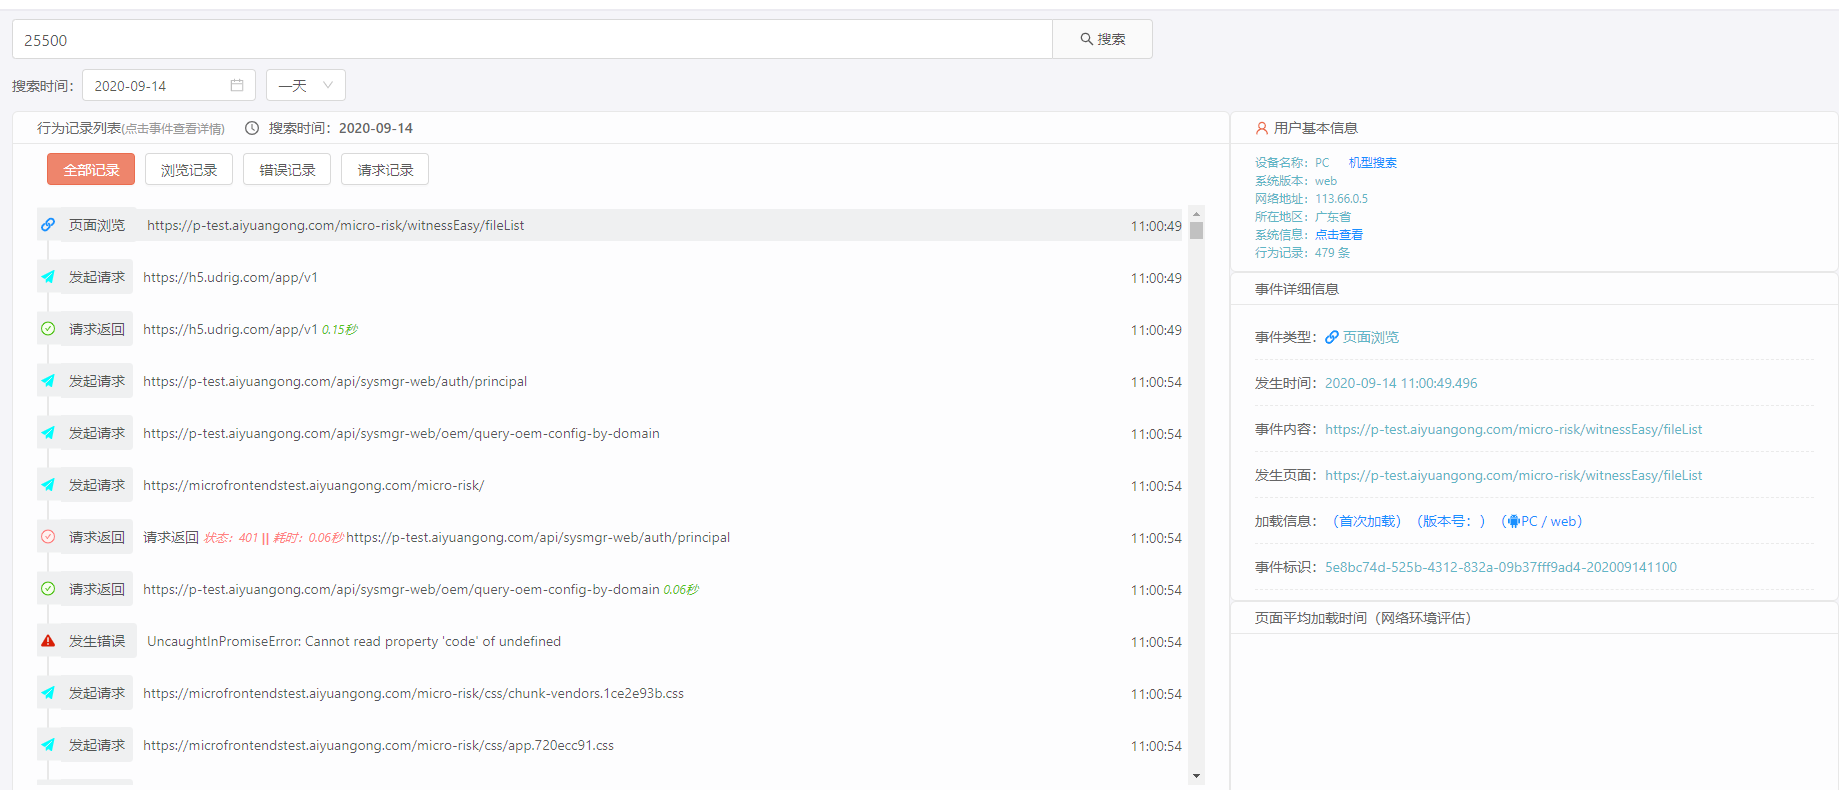 25500
搜索
搜索时间：
2020-09-14
一天
行为记录列表(点击事件查看详情)
搜索时间：2020-09-14
全部记录
浏览记录
错误记录
请求记录
页面浏览 https://p-test.aiyuangong.com/micro-risk/witnessEasy/fileList 11:00:49
发起请求 https://h5.udrig.com/app/v1 11:00:49
请求返回 https://h5.udrig.com/app/v1 0.15秒 11:00:49
发起请求 https://p-test.aiyuangong.com/api/sysmgr-web/auth/principal 11:00:54
发起请求 https://p-test.aiyuangong.com/api/sysmgr-web/oem/query-oem-config-by-domain 11:00:54
发起请求 https://microfrontendstest.aiyuangong.com/micro-risk/ 11:00:54
请求返回 请求返回 状态：401 || 耗时：0.06秒 https://p-test.aiyuangong.com/api/sysmgr-web/auth/principal 11:00:54
请求返回 https://p-test.aiyuangong.com/api/sysmgr-web/oem/query-oem-config-by-domain 0.06秒 11:00:54
发生错误 UncaughtInPromiseError: Cannot read property 'code' of undefined 11:00:54
发起请求 https://microfrontendstest.aiyuangong.com/micro-risk/css/chunk-vendors.1ce2e93b.css 11:00:54
发起请求 https://microfrontendstest.aiyuangong.com/micro-risk/css/app.720ecc91.css 11:00:54
用户基本信息
设备名称：PC 机型搜索
系统版本：web
网络地址：113.66.0.5
所在地区：广东省
系统信息：点击查看
行为记录：479 条
事件详细信息
事件类型：页面浏览
发生时间：2020-09-14 11:00:49.496
事件内容：https://p-test.aiyuangong.com/micro-risk/witnessEasy/fileList
发生页面：https://p-test.aiyuangong.com/micro-risk/witnessEasy/fileList
加载信息：（首次加载）（版本号：）（PC / web）
事件标识：5e8bc74d-525b-4312-832a-09b37fff9ad4-202009141100
页面平均加载时间（网络环境评估）